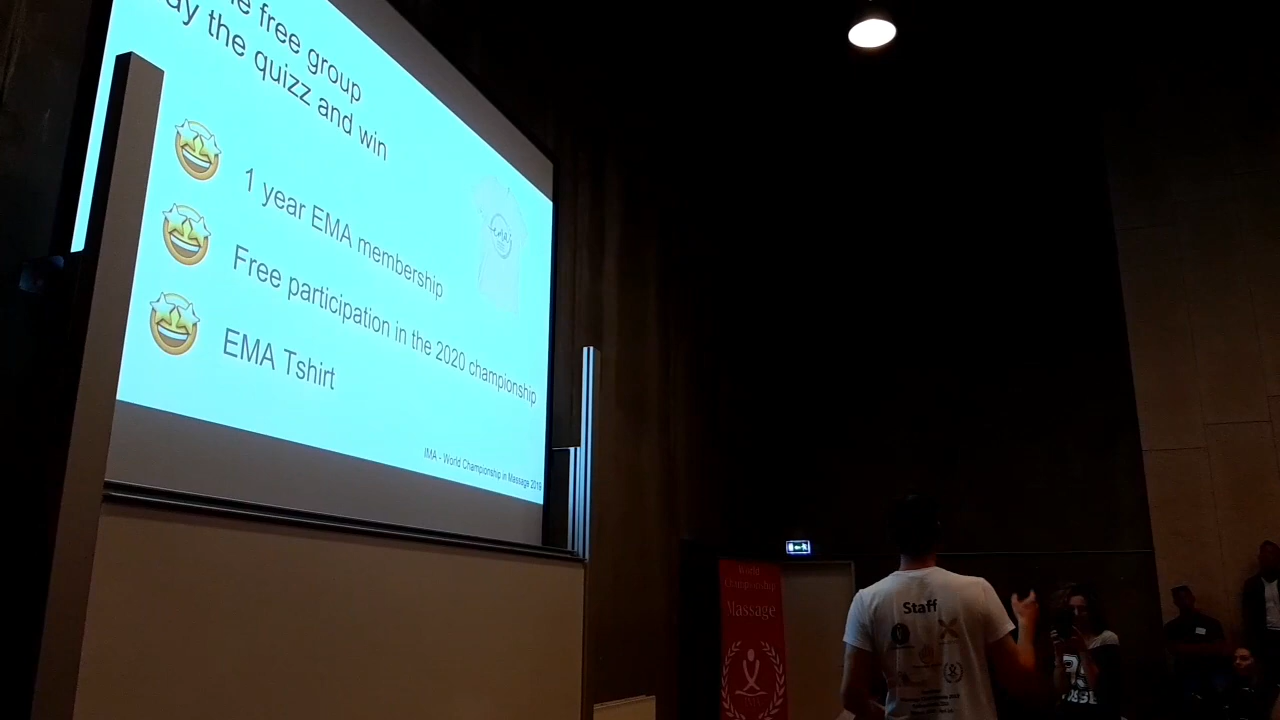 free group
the quizz and win
1 year EMA membership
Free participation in the 2020 championship
EMA Tshirt
IMA - World Championship in Massage 2019
World
Championship
Massage
Staff